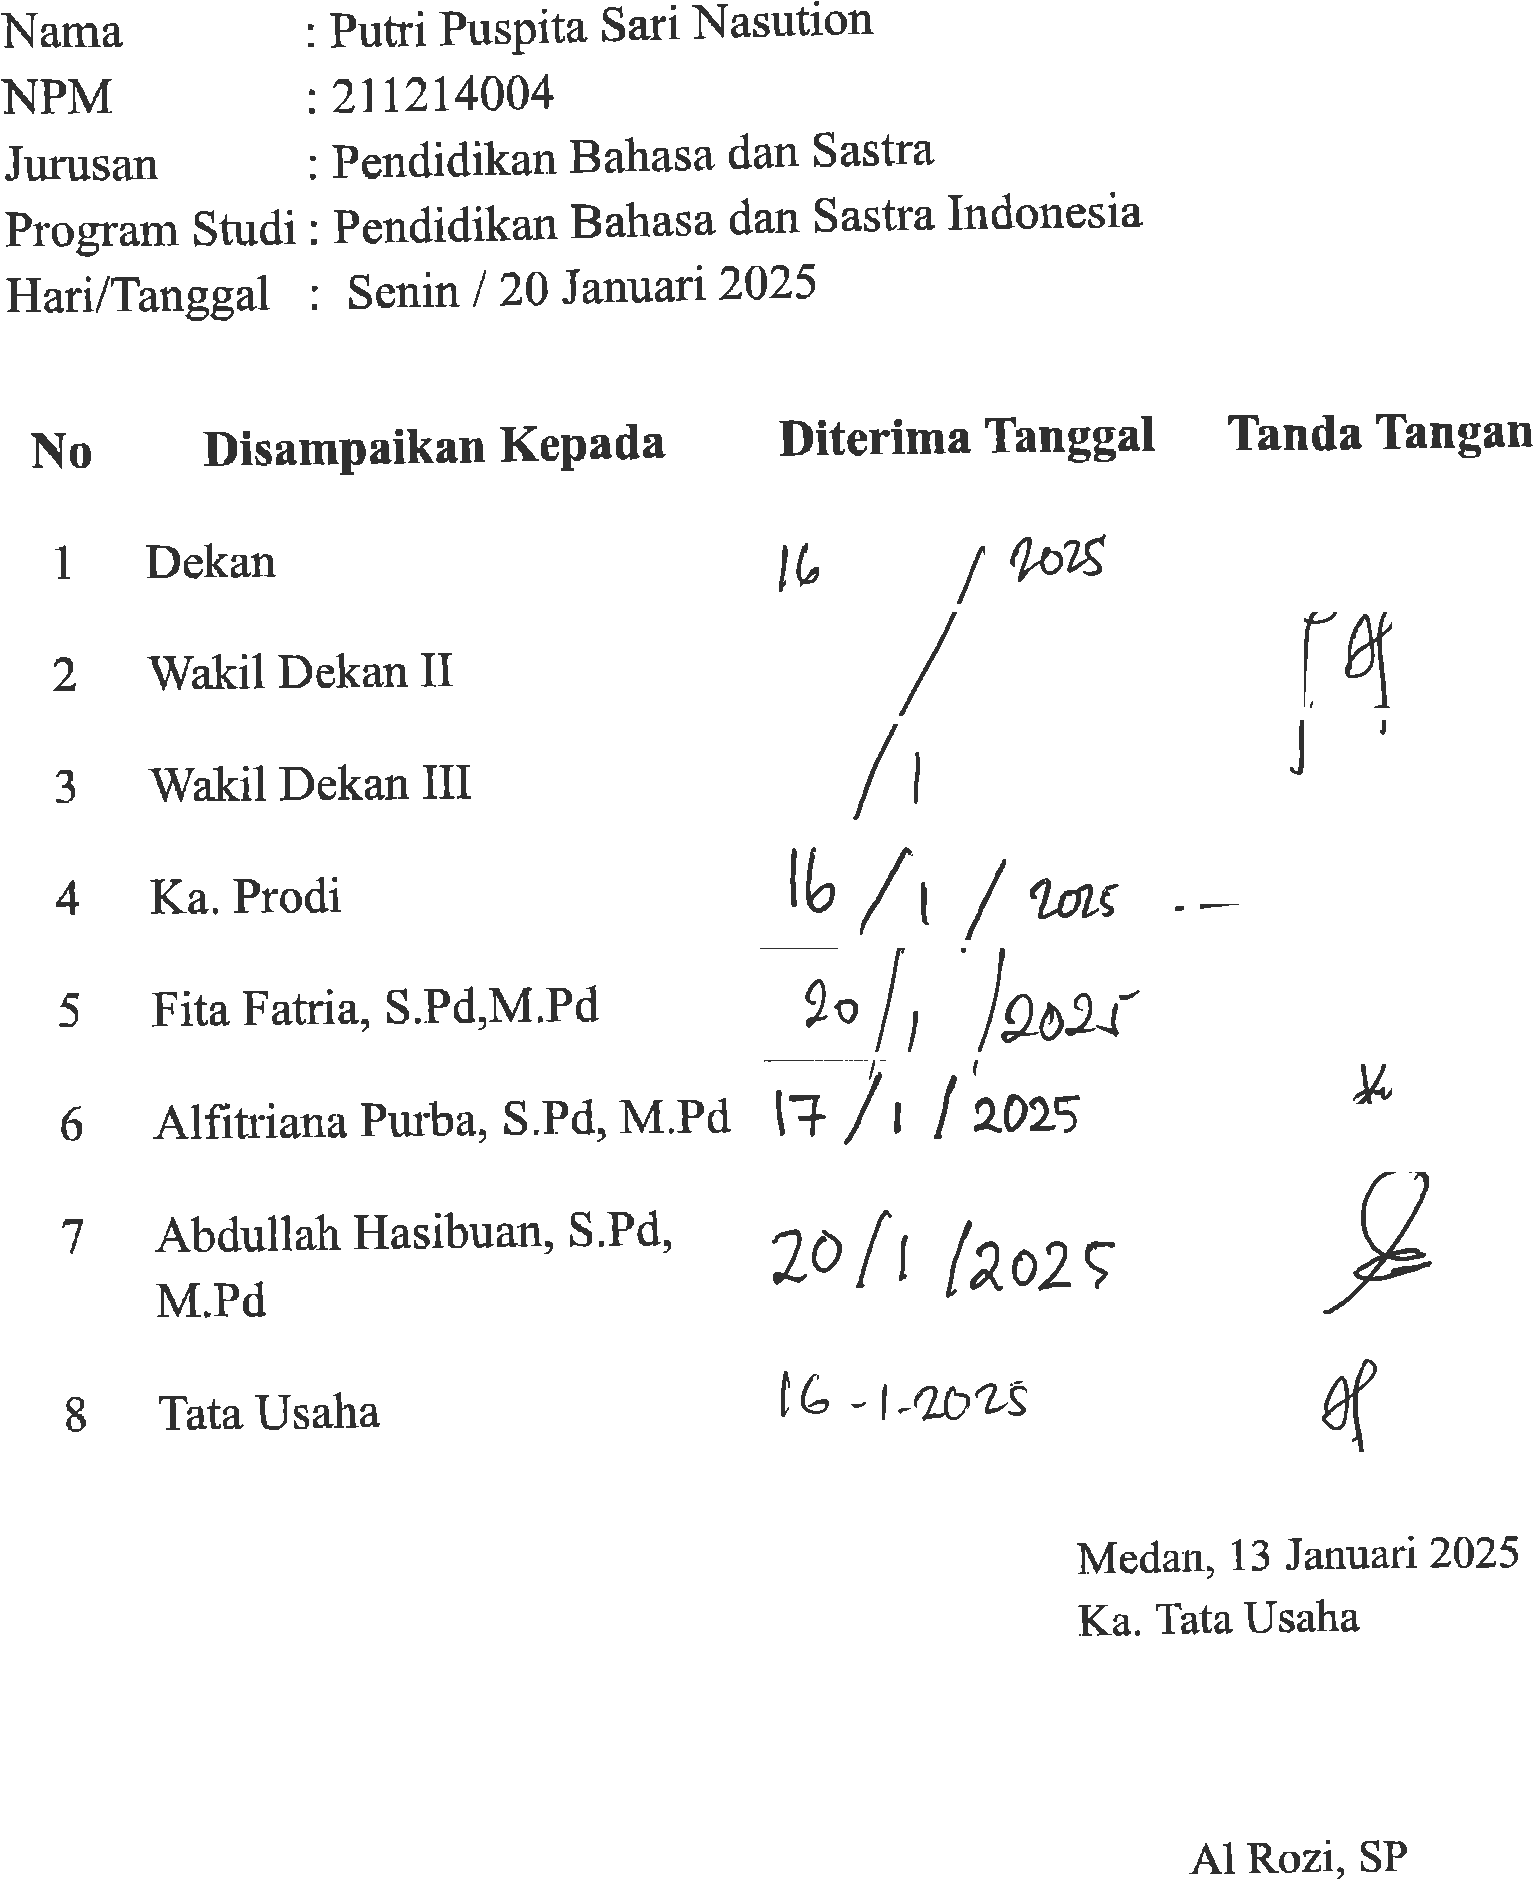 Nama : Putri Puspita Sari Nasution
NPM : 211214004
Jurusan : Pendidikan Bahasa dan Sastra
Program Studi : Pendidikan Bahasa dan Sastra Indonesia
Hari/Tanggal : Senin / 20 Januari 2025
No Disampaikan Kepada Diterima Tanggal Tanda Tangan
1 Dekan 16 / 2025
2 Wakil Dekan II
3 Wakil Dekan III / 1
4 Ka. Prodi 16 / 1 / 2025
5 Fita Fatria, S.Pd,M.Pd 20 / 1 / 2025
6 Alfitriana Purba, S.Pd, M.Pd 17 / 1 / 2025
7 Abdullah Hasibuan, S.Pd, 20 / 1 / 2025
M.Pd
8 Tata Usaha 16 - 1 - 2025
Medan, 13 Januari 2025
Ka. Tata Usaha
Al Rozi, SP